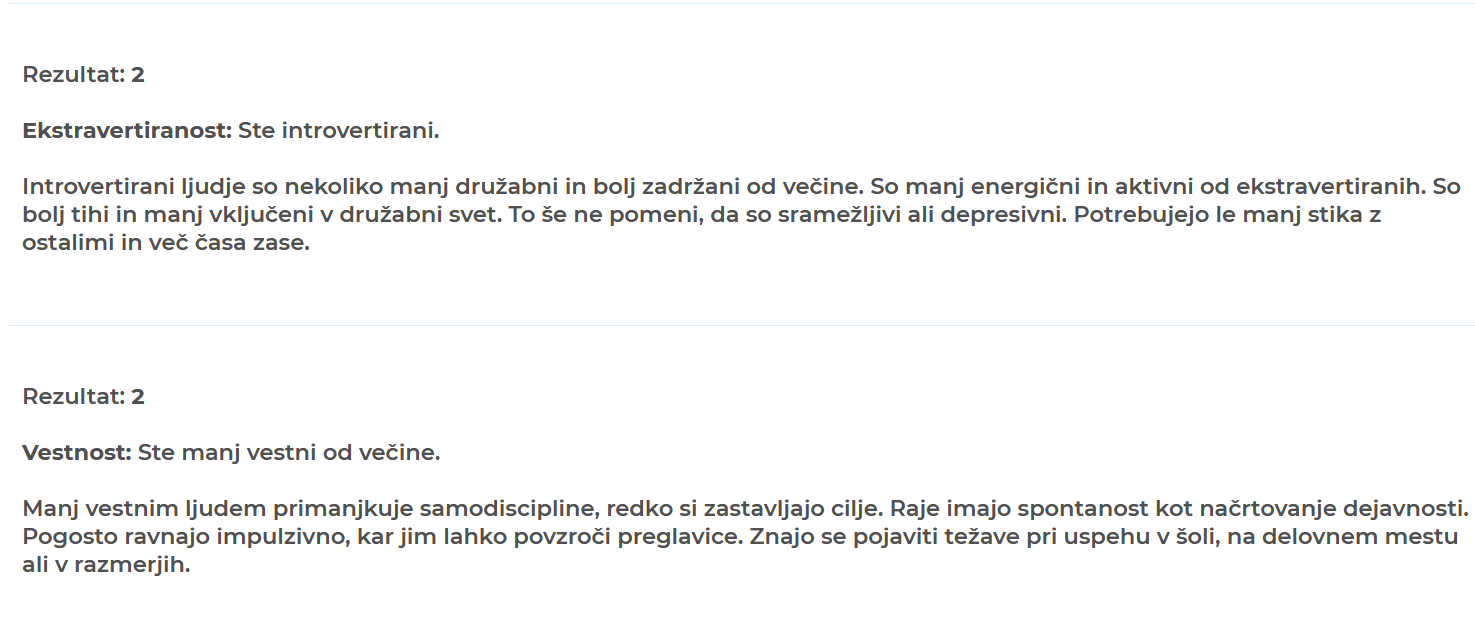 Rezultat: 2
Ekstravertiranost: Ste introvertirani.
Introvertirani ljudje so nekoliko manj družabni in bolj zadržani od večine. So manj energični in aktivni od ekstravertiranih. So
bolj tihi in manj vključeni v družabni svet. To še ne pomeni, da so sramežljivi ali depresivni. Potrebujejo le manj stika z
ostalimi in več časa zase.
Rezultat: 2
Vestnost: Ste manj vestni od večine.
Manj vestnim ljudem primanjkuje samodiscipline, redko si zastavljajo cilje. Raje imajo spontanost kot načrtovanje dejavnosti.
Pogosto ravnajo impulzivno, kar jim lahko povzroči preglavice. Znajo se pojaviti težave pri uspehu v šoli, na delovnem mestu
ali v razmerjih.